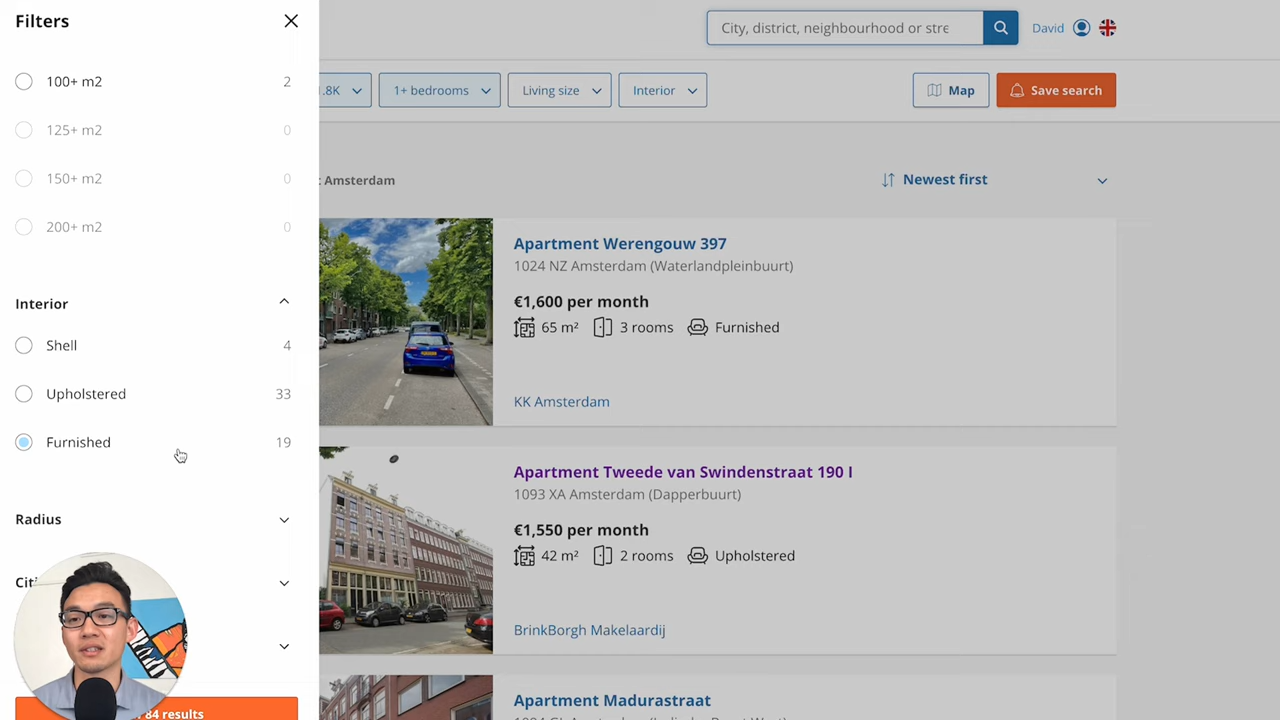 Filters
100+ m2 2
125+ m2 0
150+ m2 0
200+ m2 0
Interior
Shell 4
Upholstered 33
Furnished 19
Radius
84 results
City, district, neighbourhood or stre
David
.8K
1+ bedrooms
Living size
Interior
Map
Save search
Amsterdam
Newest first
Apartment Werengouw 397
1024 NZ Amsterdam (Waterlandpleinbuurt)
€1,600 per month
65 m² 3 rooms Furnished
KK Amsterdam
Apartment Tweede van Swindenstraat 190 I
1093 XA Amsterdam (Dapperbuurt)
€1,550 per month
42 m² 2 rooms Upholstered
BrinkBorgh Makelaardij
Apartment Madurastraat